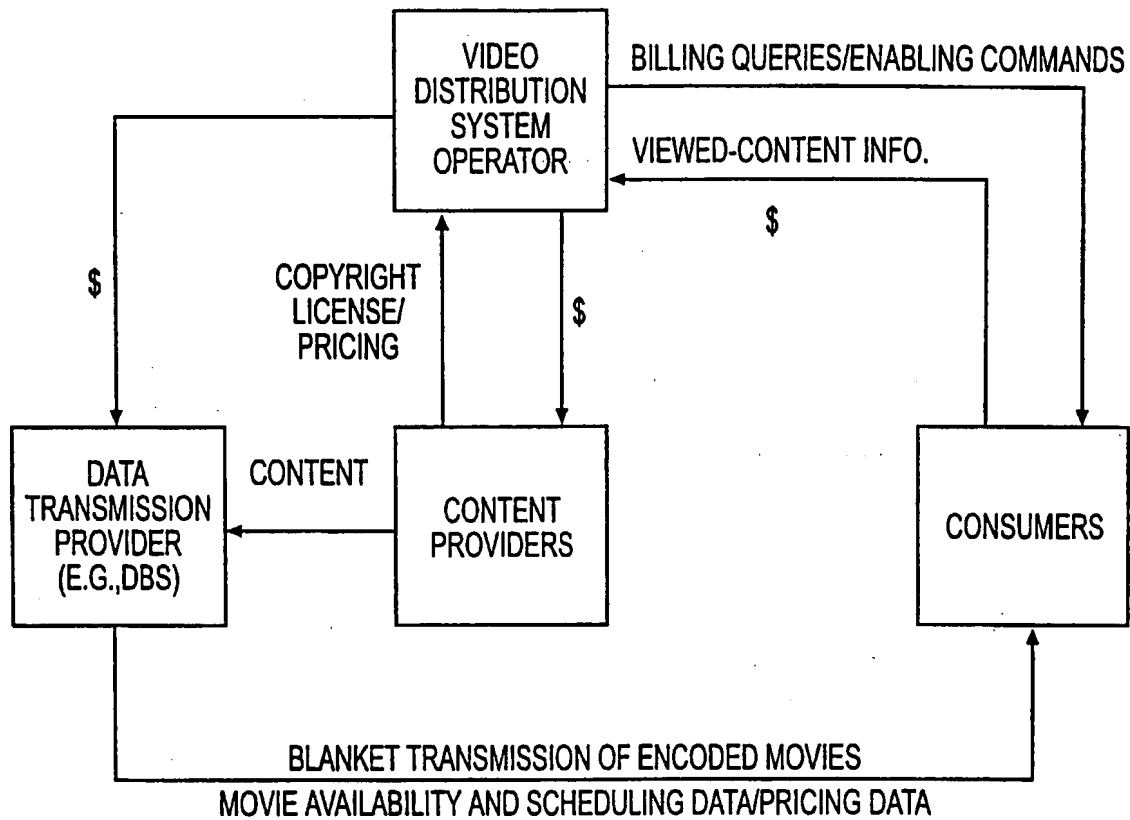 VIDEO
DISTRIBUTION
SYSTEM
OPERATOR
BILLING QUERIES/ENABLING COMMANDS
VIEWED-CONTENT INFO.
$
$
COPYRIGHT
LICENSE/
PRICING
$
DATA
TRANSMISSION
PROVIDER
(E.G.,DBS)
CONTENT
CONTENT
PROVIDERS
CONSUMERS
BLANKET TRANSMISSION OF ENCODED MOVIES
MOVIE AVAILABILITY AND SCHEDULING DATA/PRICING DATA